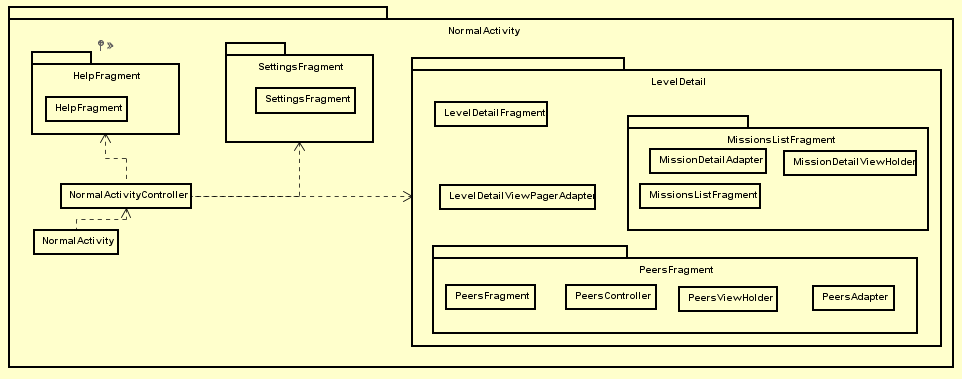 NormalActivity
HelpFragment
HelpFragment
SettingsFragment
SettingsFragment
NormalActivityController
NormalActivity
LevelDetail
LevelDetailFragment
LevelDetailViewPagerAdapter
MissionsListFragment
MissionDetailAdapter
MissionDetailViewHolder
MissionsListFragment
PeersFragment
PeersFragment
PeersController
PeersViewHolder
PeersAdapter